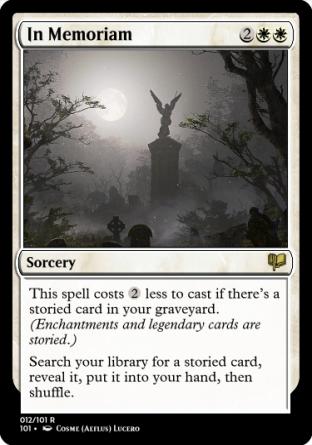 In Memoriam 2
Sorcery
This spell costs 2 less to cast if there's a
storied card in your graveyard.
(Enchantments and legendary cards are
storied.)
Search your library for a storied card,
reveal it, put it into your hand, then
shuffle.
012/101 R
101 • Cosme (Aeflus) Lucero